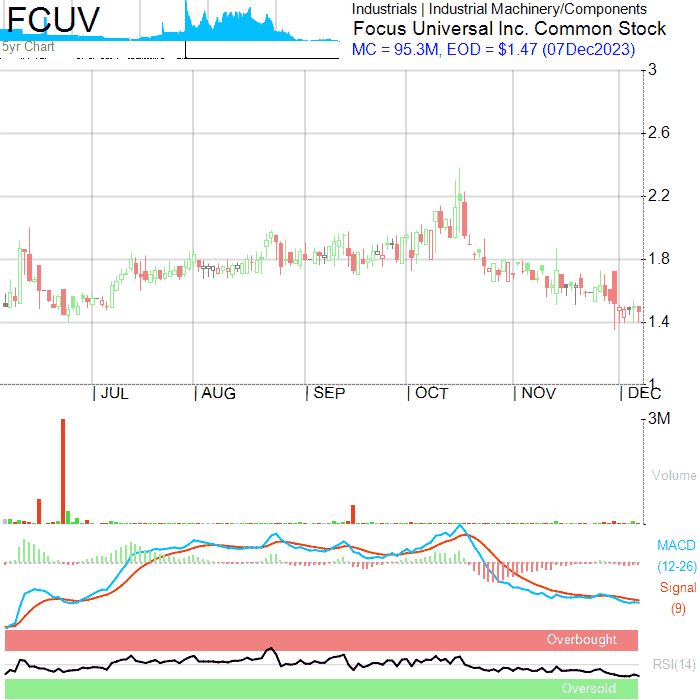 FCUV
5yr Chart
Industrials | Industrial Machinery/Components
Focus Universal Inc. Common Stock
MC = 95.3M, EOD = $1.47 (07Dec2023)
3
2.6
2.2
1.8
1.4
1
JUL AUG SEP OCT NOV DEC
3M
Volume
MACD
(12-26)
Signal
(9)
Overbought
RSI(14)
Oversold